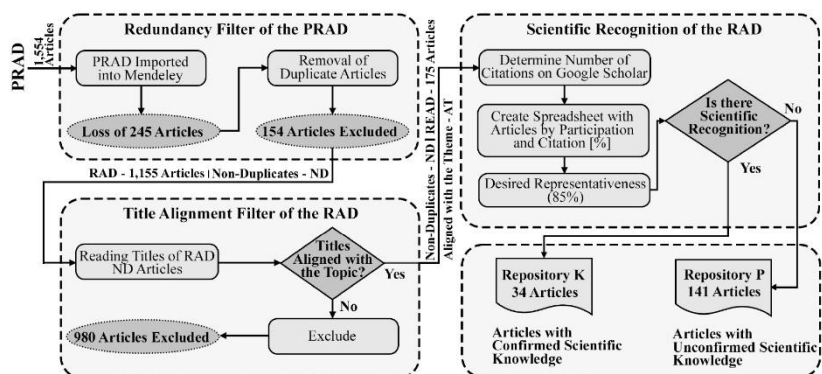 Redundancy Filter of the PRAD
PRAD
1,554
Articles
PRAD Imported
into Mendeley
Removal of
Duplicate Articles
Loss of 245 Articles
154 Articles Excluded
RAD - 1,155 Articles | Non-Duplicates - ND
Title Alignment Filter of the RAD
Reading Titles of RAD
ND Articles
Titles
Aligned with
the Topic?
Yes
No
Exclude
980 Articles Excluded
Non-Duplicates - ND | READ - 175 Articles
Aligned with the Theme - AT
Scientific Recognition of the RAD
Determine Number of
Citations on Google Scholar
Create Spreadsheet with
Articles by Participation
and Citation [%]
Desired Representativeness
(85%)
Is there
Scientific
Recognition?
No
Yes
Repository K
34 Articles
Repository P
141 Articles
Articles with
Confirmed Scientific
Knowledge
Articles with
Unconfirmed Scientific
Knowledge